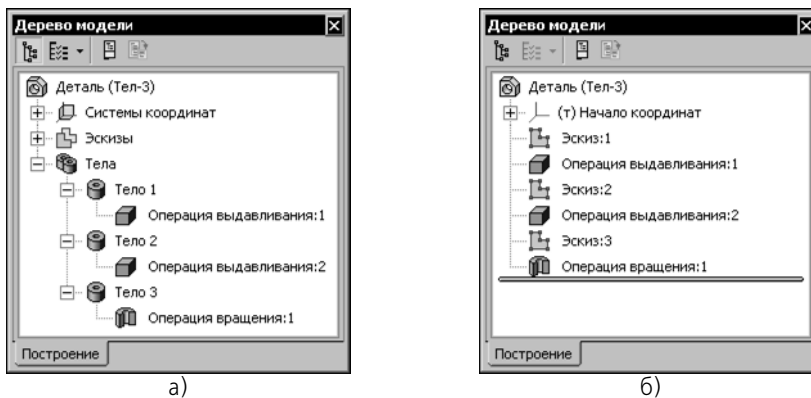 Дерево модели
Деталь (Тел-3)
Системы координат
Эскизы
Тела
Тело 1
Операция выдавливания:1
Тело 2
Операция выдавливания:2
Тело 3
Операция вращения:1
Построение
а)
Дерево модели
Деталь (Тел-3)
(т) Начало координат
Эскиз:1
Операция выдавливания:1
Эскиз:2
Операция выдавливания:2
Эскиз:3
Операция вращения:1
Построение
б)